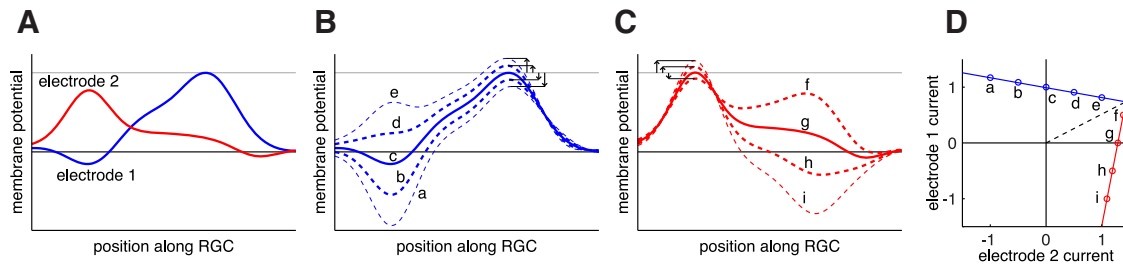 A
membrane potential
electrode 2
electrode 1
position along RGC
B
membrane potential
e
d
c
b
a
position along RGC
C
membrane potential
f
g
h
i
position along RGC
D
electrode 1 current
1
0
-1
a
b
c
d
e
f
g
h
i
-1
0
1
electrode 2 current